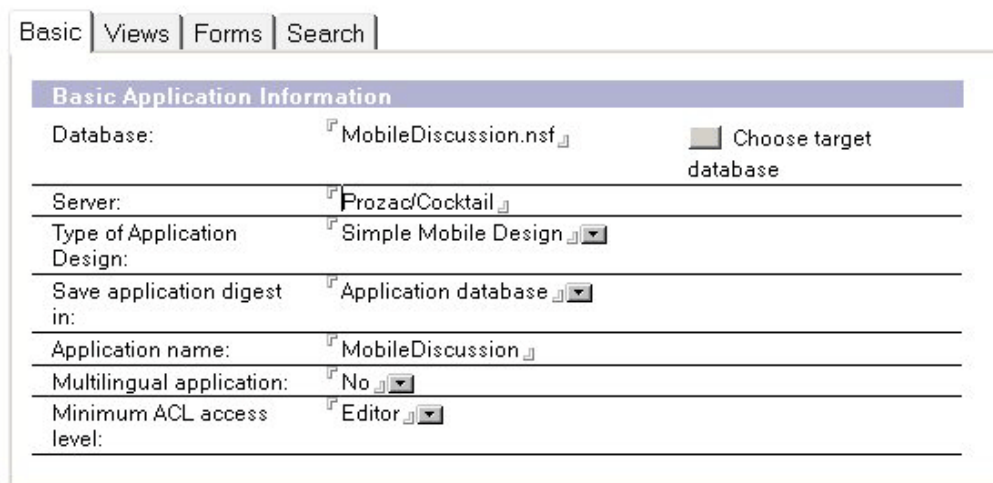 Basic Views Forms Search
Basic Application Information
Database: MobileDiscussion.nsf Choose target
database
Server: Prozac/Cocktail
Type of Application Simple Mobile Design
Design:
Save application digest Application database
in:
Application name: MobileDiscussion
Multilingual application: No
Minimum ACL access Editor
level: